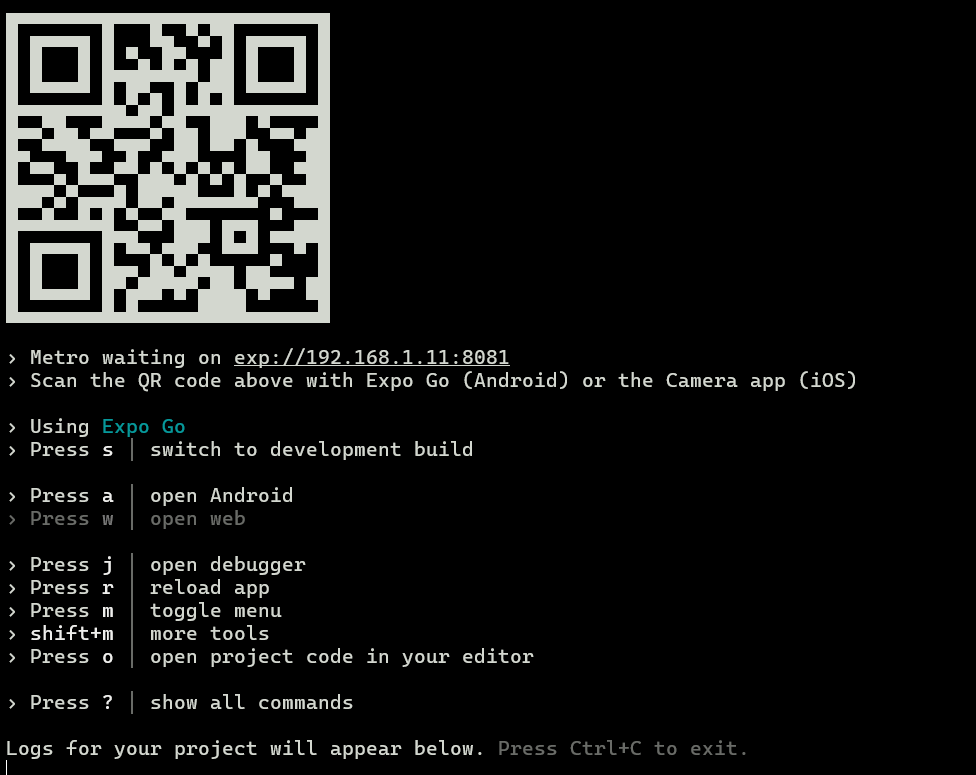 › Metro waiting on exp://192.168.1.11:8081
› Scan the QR code above with Expo Go (Android) or the Camera app (iOS)
› Using Expo Go
› Press s │ switch to development build
› Press a │ open Android
› Press w │ open web
› Press j │ open debugger
› Press r │ reload app
› Press m │ toggle menu
› shift+m │ more tools
› Press o │ open project code in your editor
› Press ? │ show all commands
Logs for your project will appear below. Press Ctrl+C to exit.